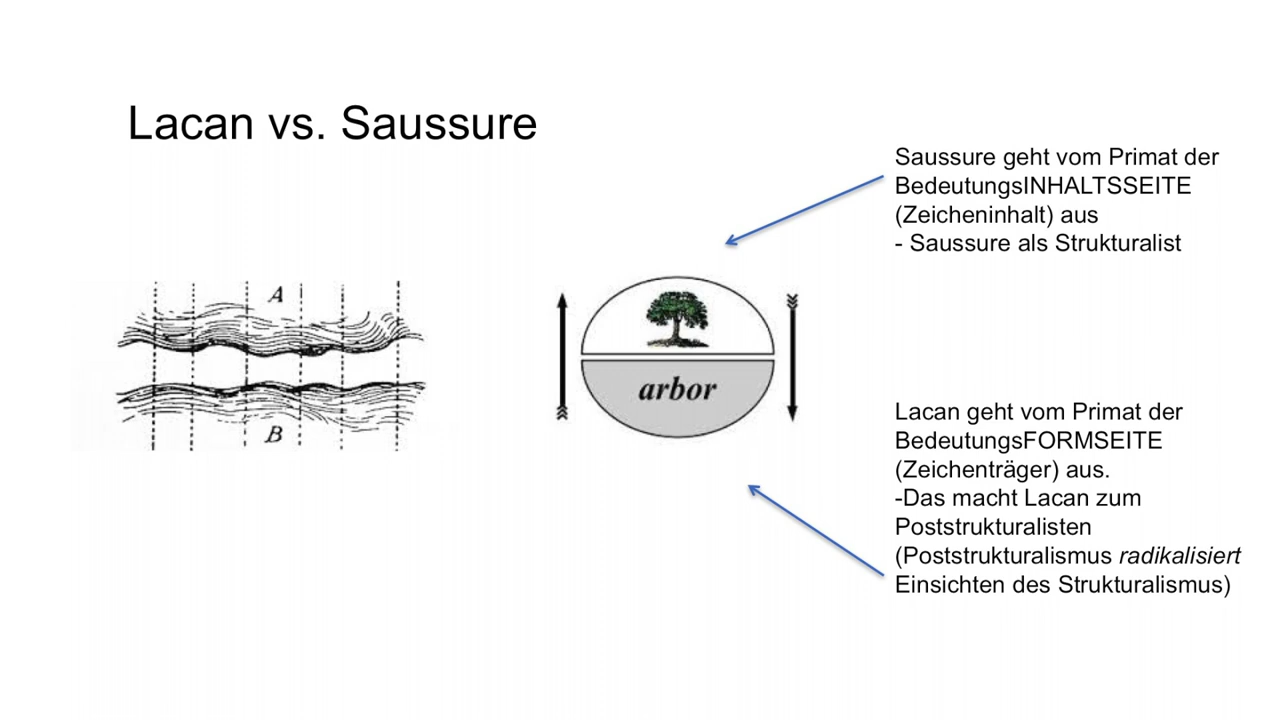 Lacan vs. Saussure
Saussure geht vom Primat der
BedeutungsINHALTSSEITE
(Zeicheninhalt) aus
- Saussure als Strukturalist
A
B
arbor
Lacan geht vom Primat der
BedeutungsFORMSEITE
(Zeichenträger) aus.
-Das macht Lacan zum
Poststrukturalisten
(Poststrukturalismus radikalisiert
Einsichten des Strukturalismus)